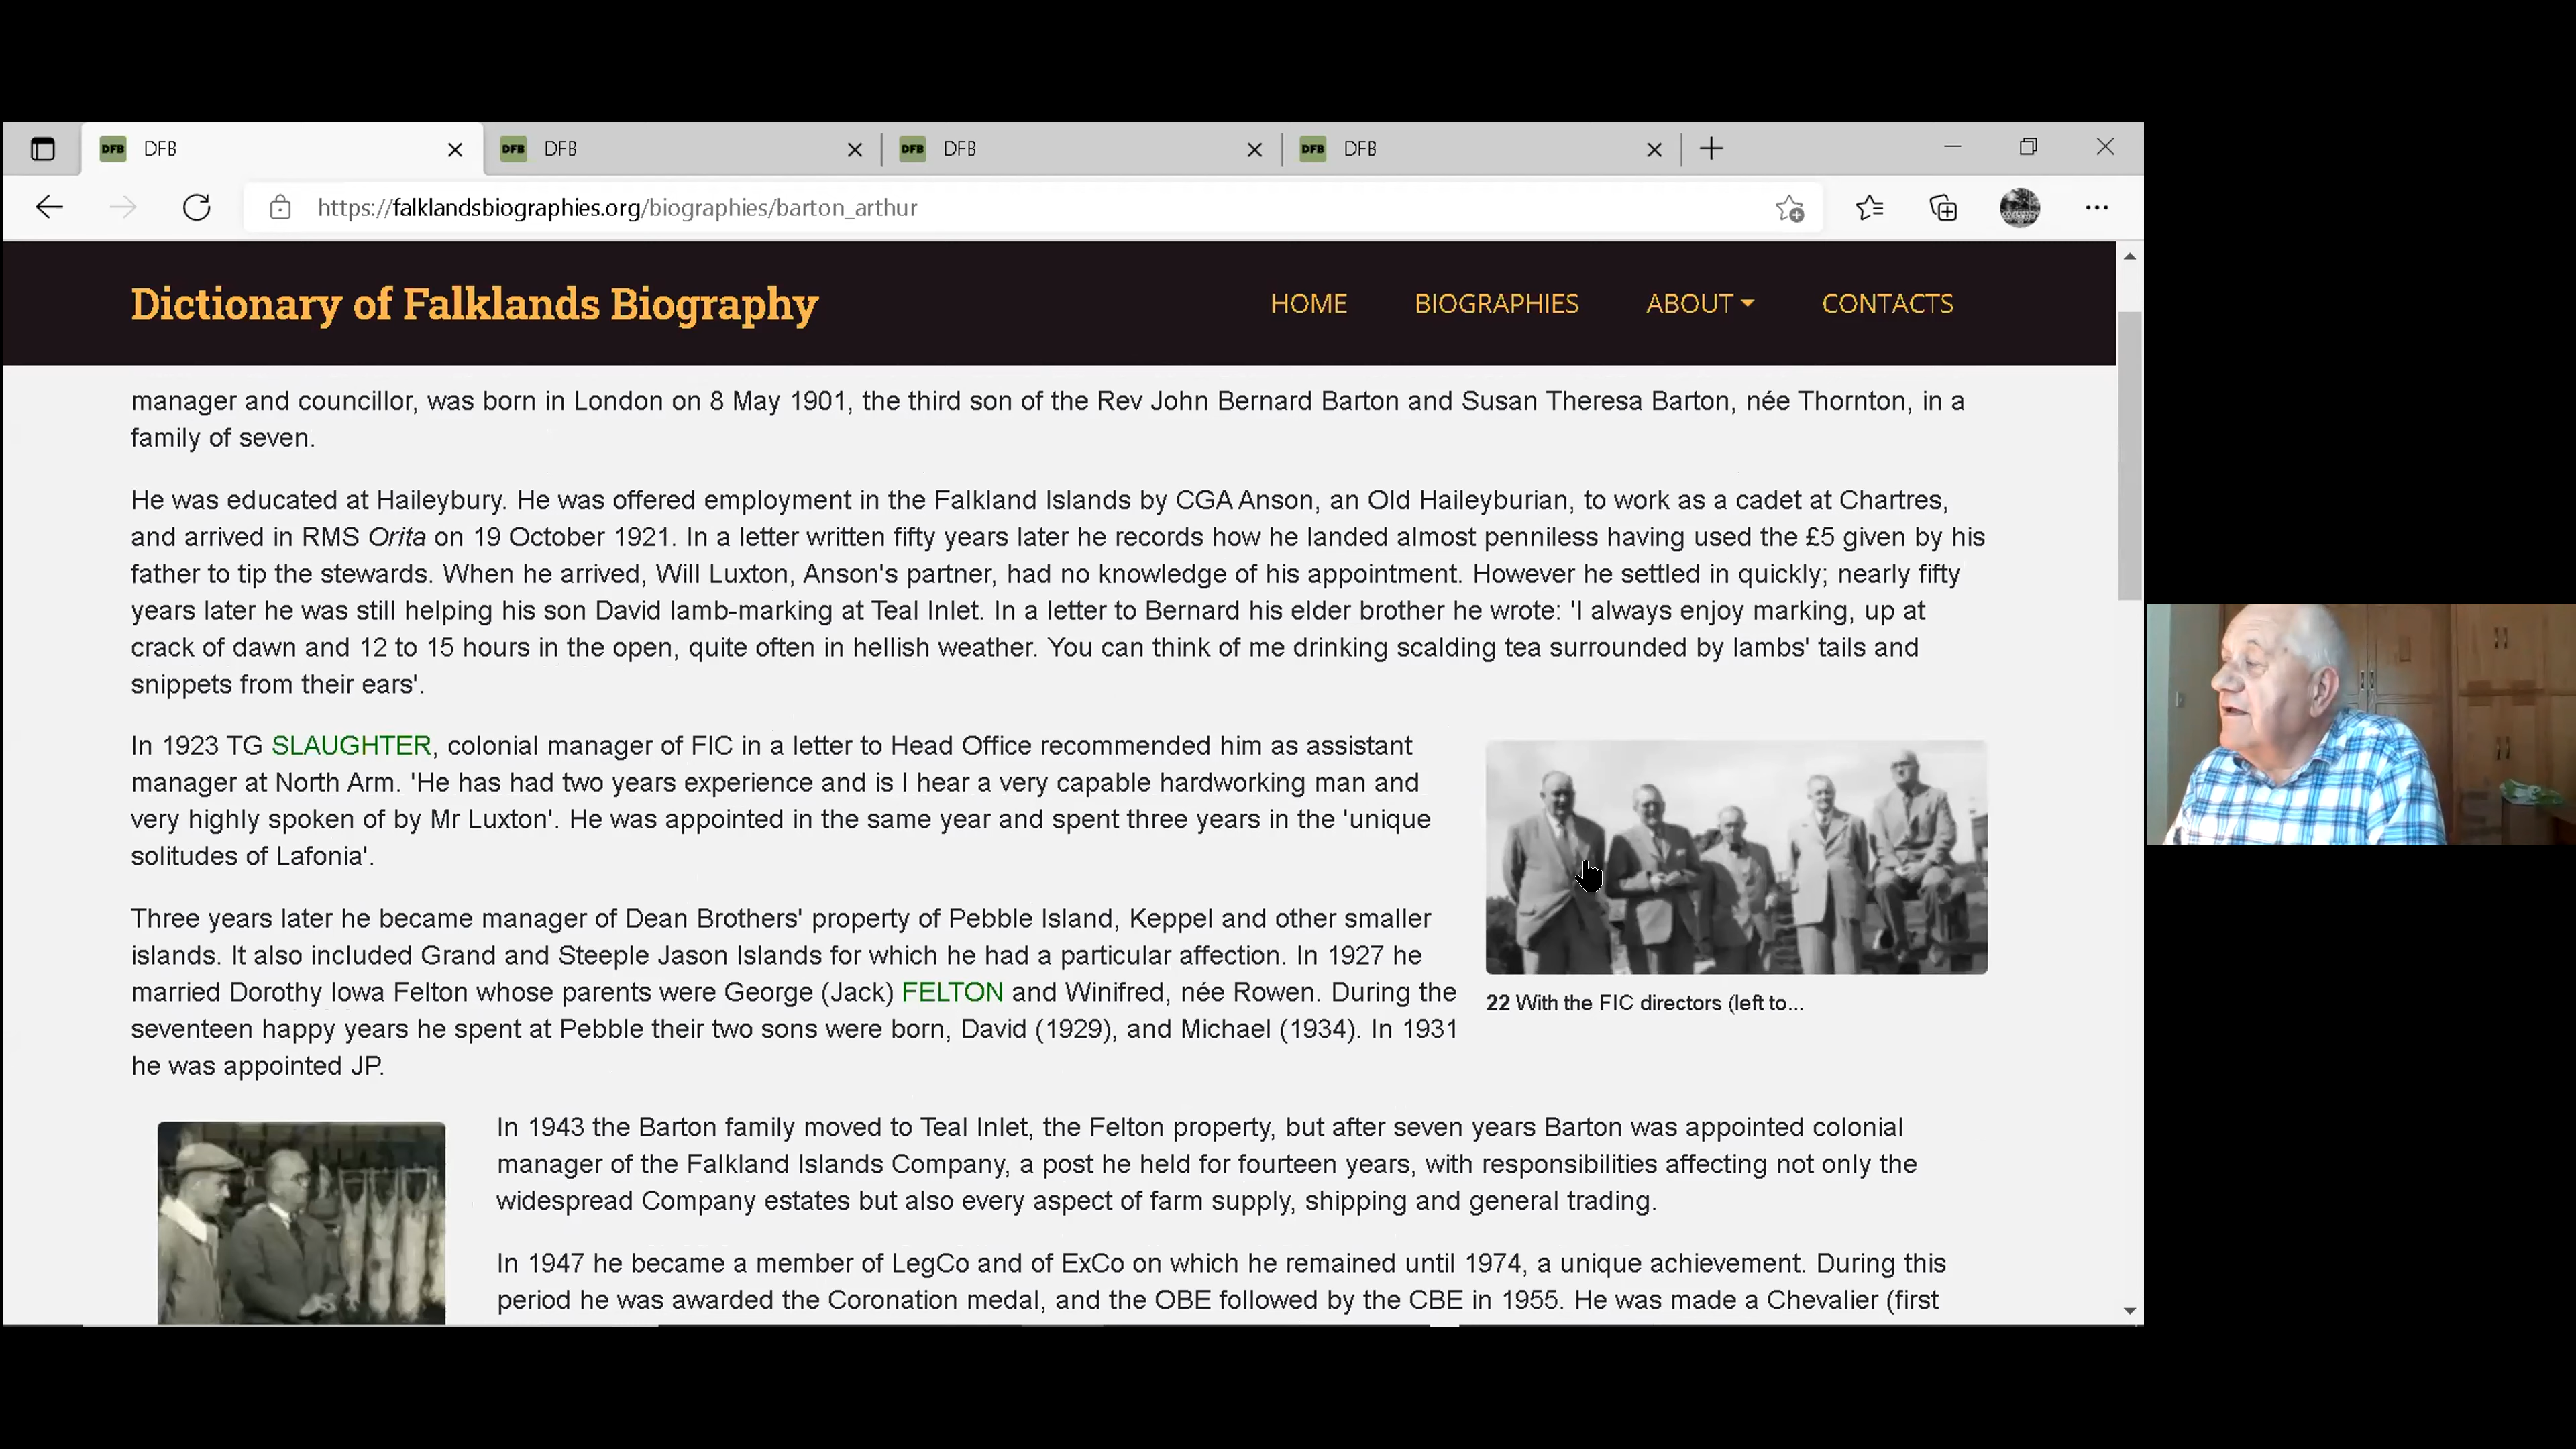 DFB
DFB
DFB
DFB
https://falklandsbiographies.org/biographies/barton_arthur
Dictionary of Falklands Biography
HOME
BIOGRAPHIES
ABOUT
CONTACTS
manager and councillor, was born in London on 8 May 1901, the third son of the Rev John Bernard Barton and Susan Theresa Barton, née Thornton, in a
family of seven.
He was educated at Haileybury. He was offered employment in the Falkland Islands by CGA Anson, an Old Haileyburian, to work as a cadet at Chartres,
and arrived in RMS Orita on 19 October 1921. In a letter written fifty years later he records how he landed almost penniless having used the £5 given by his
father to tip the stewards. When he arrived, Will Luxton, Anson's partner, had no knowledge of his appointment. However he settled in quickly; nearly fifty
years later he was still helping his son David lamb-marking at Teal Inlet. In a letter to Bernard his elder brother he wrote: 'I always enjoy marking, up at
crack of dawn and 12 to 15 hours in the open, quite often in hellish weather. You can think of me drinking scalding tea surrounded by lambs' tails and
snippets from their ears'.
In 1923 TG SLAUGHTER, colonial manager of FIC in a letter to Head Office recommended him as assistant
manager at North Arm. 'He has had two years experience and is I hear a very capable hardworking man and
very highly spoken of by Mr Luxton'. He was appointed in the same year and spent three years in the 'unique
solitudes of Lafonia'.
22 With the FIC directors (left to...
Three years later he became manager of Dean Brothers' property of Pebble Island, Keppel and other smaller
islands. It also included Grand and Steeple Jason Islands for which he had a particular affection. In 1927 he
married Dorothy Iowa Felton whose parents were George (Jack) FELTON and Winifred, née Rowen. During the
seventeen happy years he spent at Pebble their two sons were born, David (1929), and Michael (1934). In 1931
he was appointed JP.
In 1943 the Barton family moved to Teal Inlet, the Felton property, but after seven years Barton was appointed colonial
manager of the Falkland Islands Company, a post he held for fourteen years, with responsibilities affecting not only the
widespread Company estates but also every aspect of farm supply, shipping and general trading.
In 1947 he became a member of LegCo and of ExCo on which he remained until 1974, a unique achievement. During this
period he was awarded the Coronation medal, and the OBE followed by the CBE in 1955. He was made a Chevalier (first